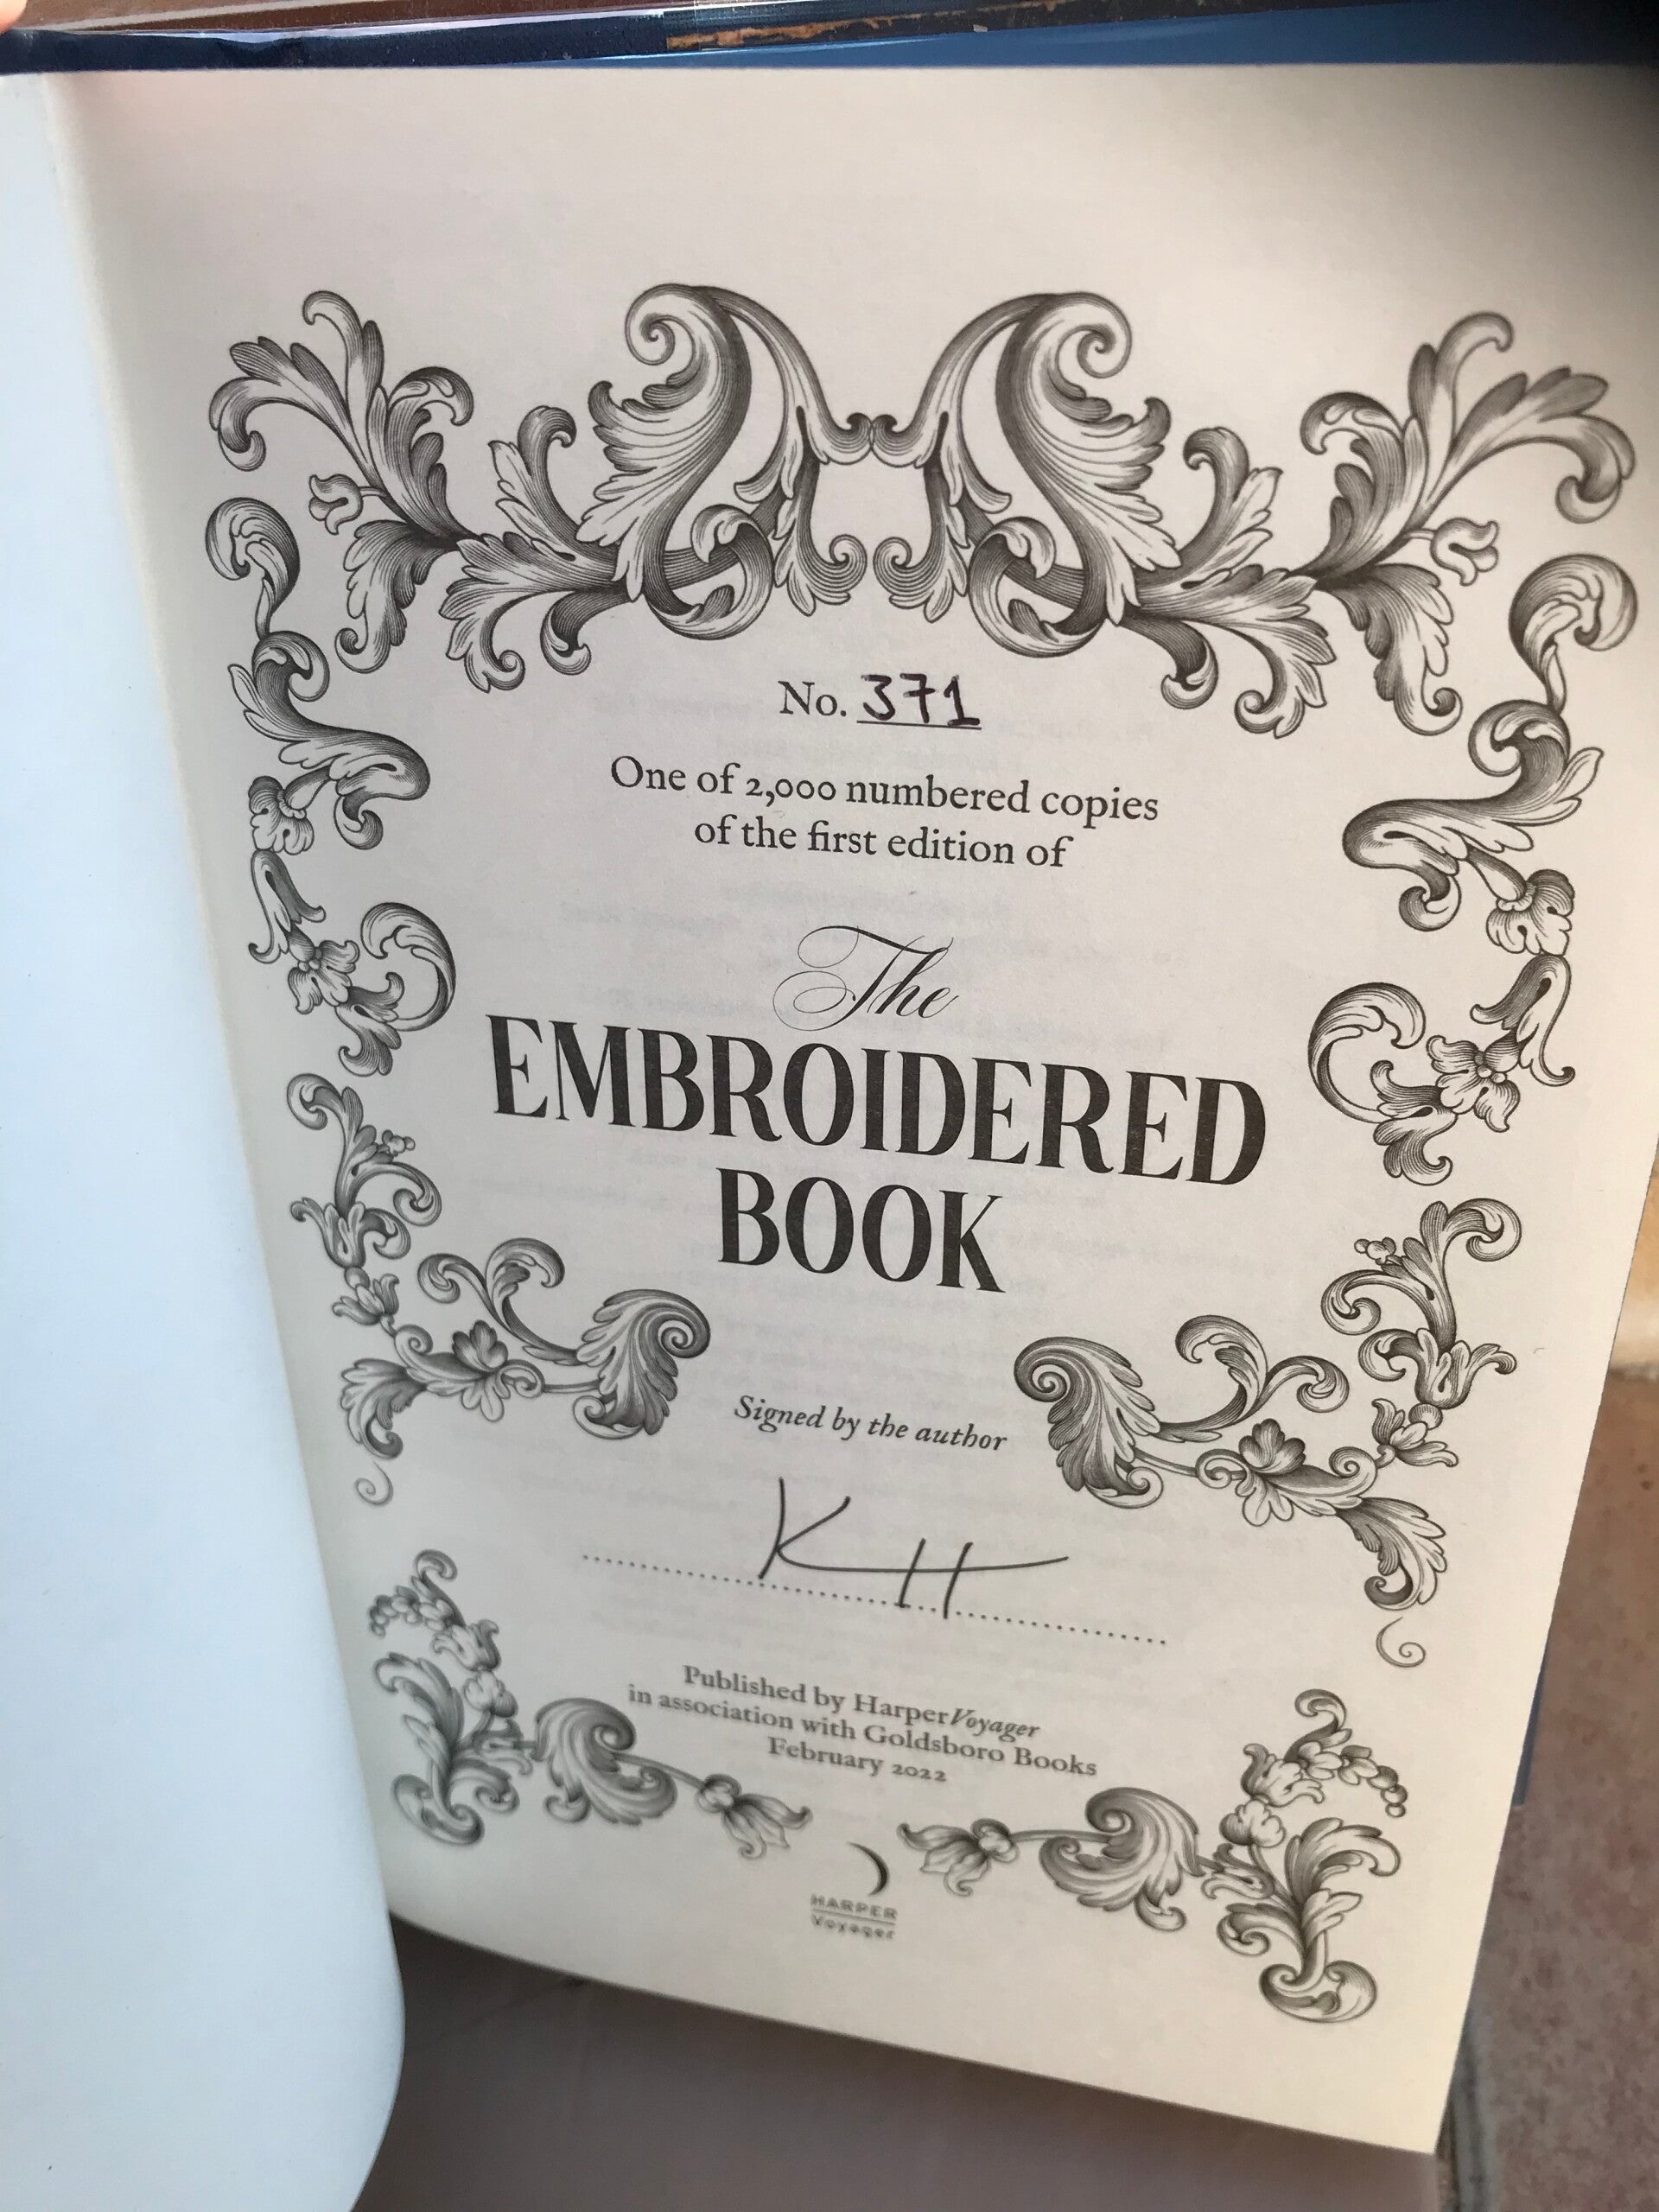 No. 371
One of 2,000 numbered copies
of the first edition of
The
EMBROIDERED
BOOK
Signed by the author
KH
Published by HarperVoyager
in association with Goldsboro Books
February 2022
HARPER
Voyager